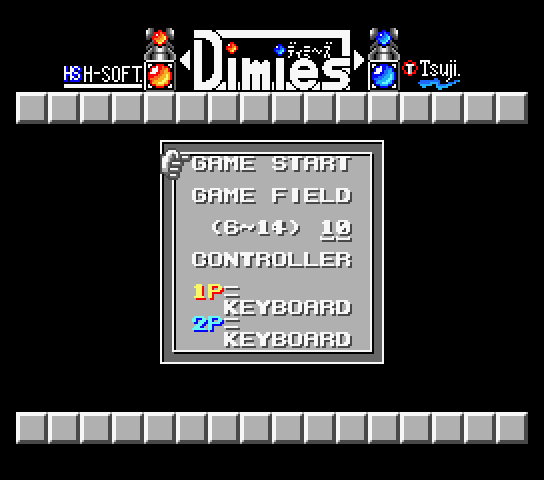 ディミ〜ズ
HS H-SOFT Dimies T Tsuji.
GAME START
GAME FIELD
(6~14) 10
CONTROLLER
1P=
KEYBOARD
2P=
KEYBOARD